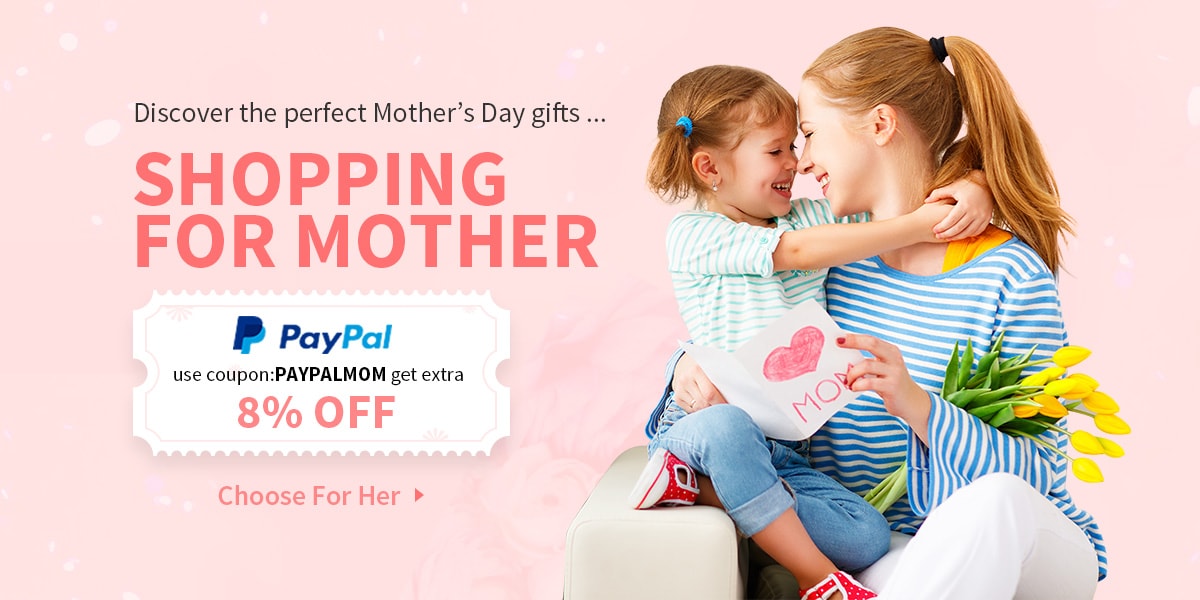 Discover the perfect Mother’s Day gifts ...
SHOPPING
FOR MOTHER
PayPal
use coupon:PAYPALMOM get extra
8% OFF
Choose For Her
MOM